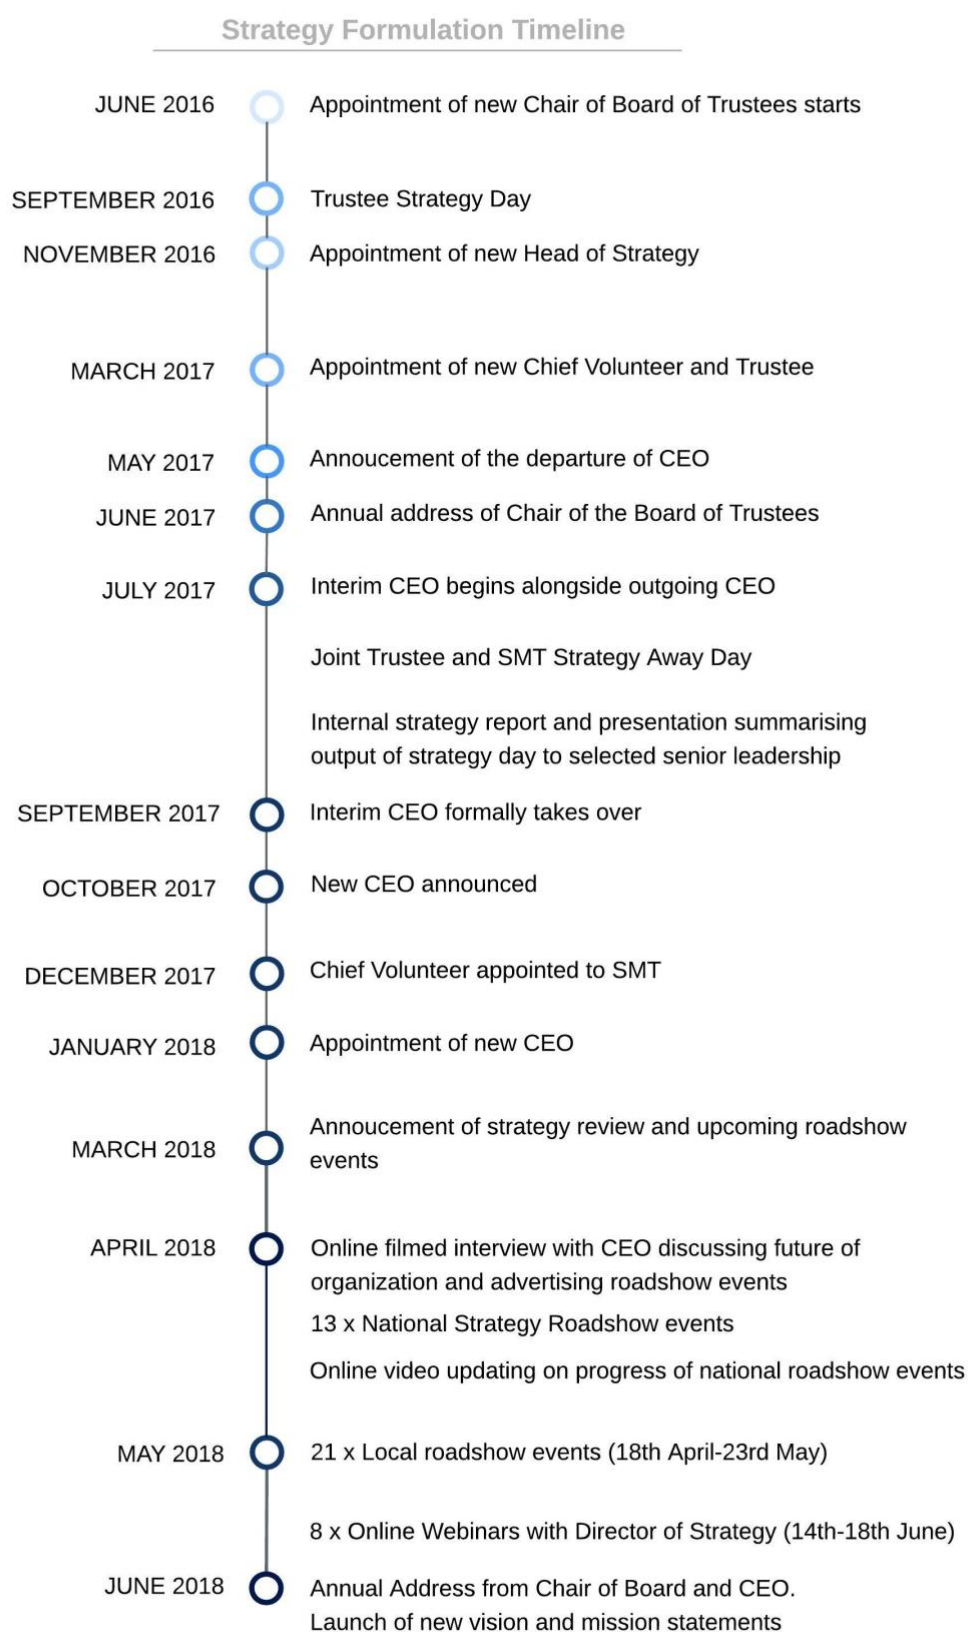 Strategy Formulation Timeline
JUNE 2016 Appointment of new Chair of Board of Trustees starts
SEPTEMBER 2016 Trustee Strategy Day
NOVEMBER 2016 Appointment of new Head of Strategy
MARCH 2017 Appointment of new Chief Volunteer and Trustee
MAY 2017 Annoucement of the departure of CEO
JUNE 2017 Annual address of Chair of the Board of Trustees
JULY 2017 Interim CEO begins alongside outgoing CEO
Joint Trustee and SMT Strategy Away Day
Internal strategy report and presentation summarising
output of strategy day to selected senior leadership
SEPTEMBER 2017 Interim CEO formally takes over
OCTOBER 2017 New CEO announced
DECEMBER 2017 Chief Volunteer appointed to SMT
JANUARY 2018 Appointment of new CEO
MARCH 2018 Annoucement of strategy review and upcoming roadshow
events
APRIL 2018 Online filmed interview with CEO discussing future of
organization and advertising roadshow events
13 x National Strategy Roadshow events
Online video updating on progress of national roadshow events
MAY 2018 21 x Local roadshow events (18th April-23rd May)
8 x Online Webinars with Director of Strategy (14th-18th June)
JUNE 2018 Annual Address from Chair of Board and CEO.
Launch of new vision and mission statements